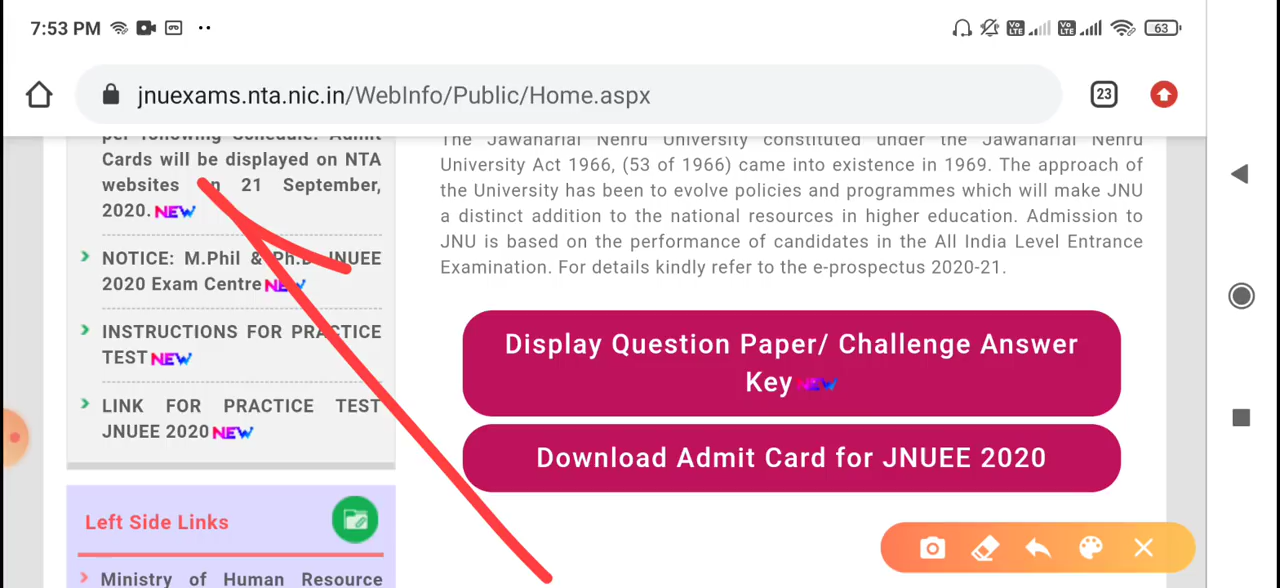 7:53 PM
63
jnuexams.nta.nic.in/WebInfo/Public/Home.aspx
23
per following Schedule. Admit
Cards will be displayed on NTA
websites 21 September,
2020. NEW
NOTICE: M.Phil & Ph.D. JNUEE
2020 Exam Centre NEW
INSTRUCTIONS FOR PRACTICE
TEST NEW
LINK FOR PRACTICE TEST
JNUEE 2020 NEW
Left Side Links
Ministry of Human Resource
The Jawaharlal Nehru University constituted under the Jawaharlal Nehru
University Act 1966, (53 of 1966) came into existence in 1969. The approach of
the University has been to evolve policies and programmes which will make JNU
a distinct addition to the national resources in higher education. Admission to
JNU is based on the performance of candidates in the All India Level Entrance
Examination. For details kindly refer to the e-prospectus 2020-21.
Display Question Paper/ Challenge Answer
Key NEW
Download Admit Card for JNUEE 2020